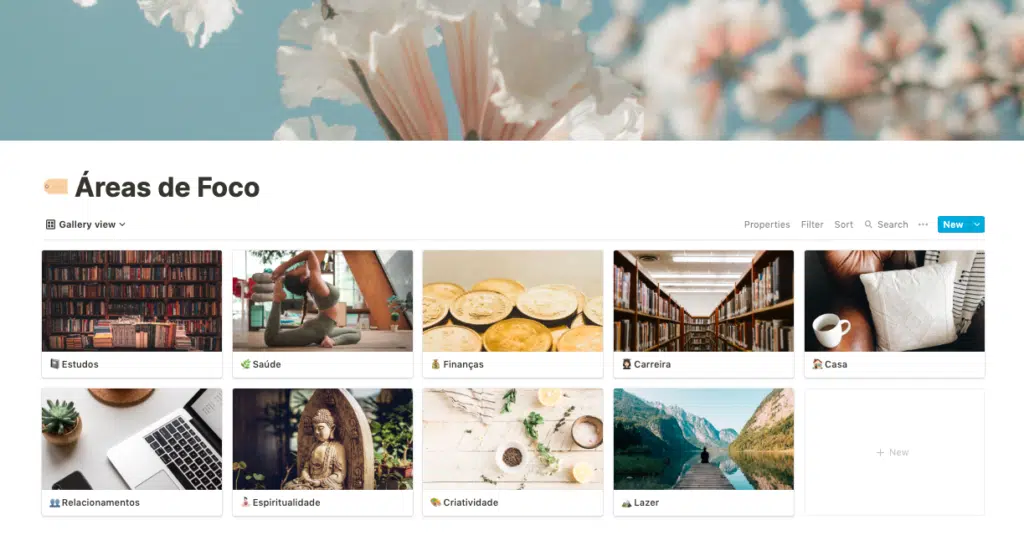 Áreas de Foco
Gallery view
Properties Filter Sort Search ... New
Estudos
Saúde
Finanças
Carreira
Casa
Relacionamentos
Espiritualidade
Criatividade
Lazer
+ New